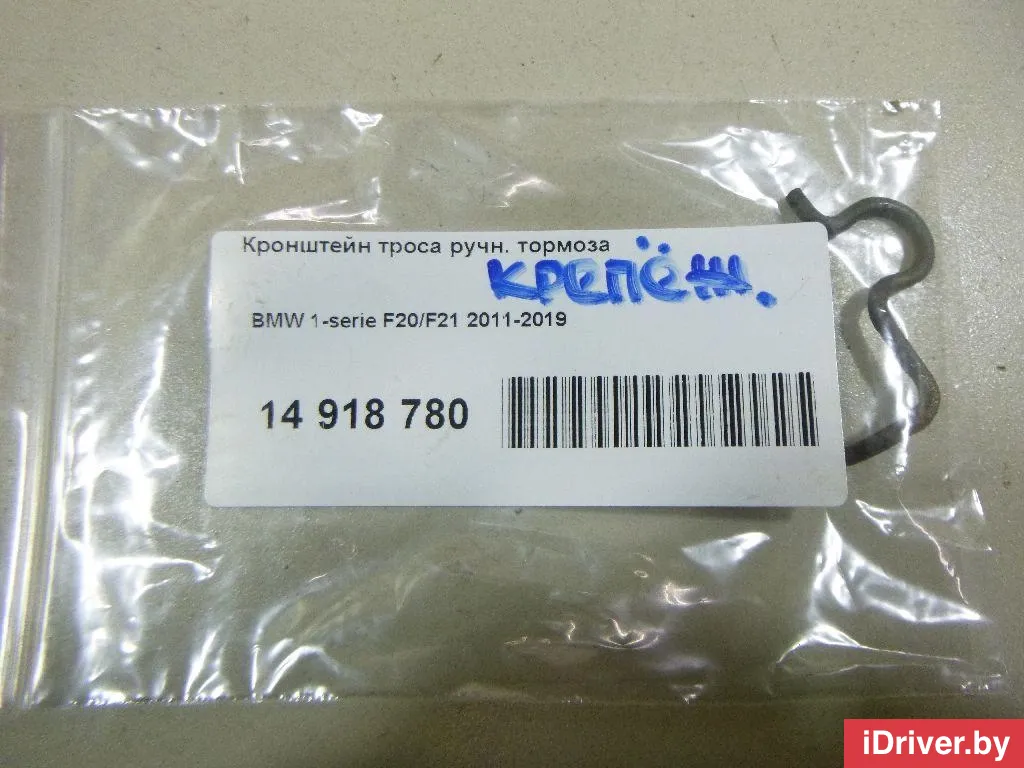 Кронштейн троса ручн. тормоза
КРЕПЁЖ.
BMW 1-serie F20/F21 2011-2019
14 918 780
iDriver.by